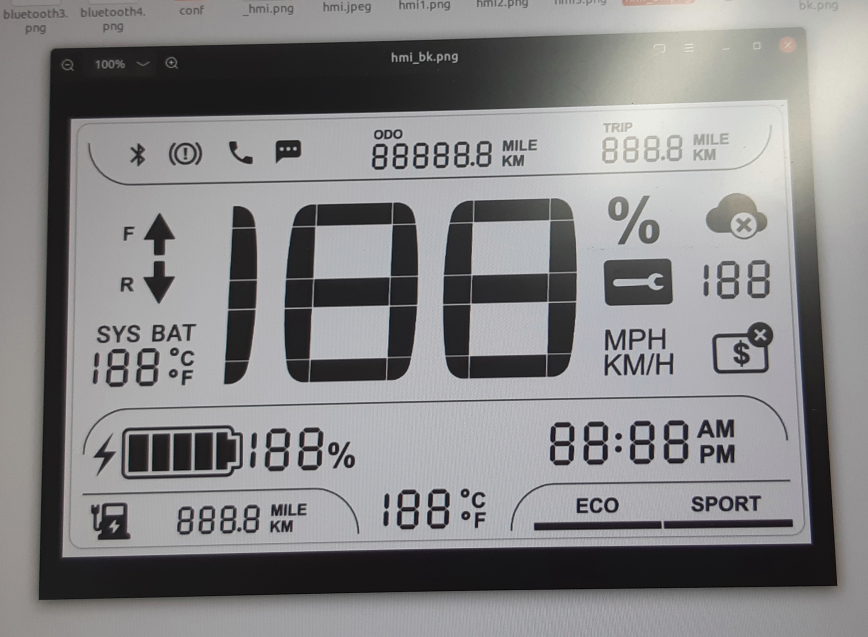 bluetooth3.
png
bluetooth4.
png
conf
_hmi.png
hmi.jpeg
hmi1.png
hmi2.png
bk.png
100%
hmi_bk.png
ODO
88888.8 MILE
KM
TRIP
888.8 MILE
KM
F
R
SYS BAT
188 °C
°F
188
%
188
MPH
KM/H
$
188%
88:88 AM
PM
888.8 MILE
KM
188 °C
°F
ECO
SPORT